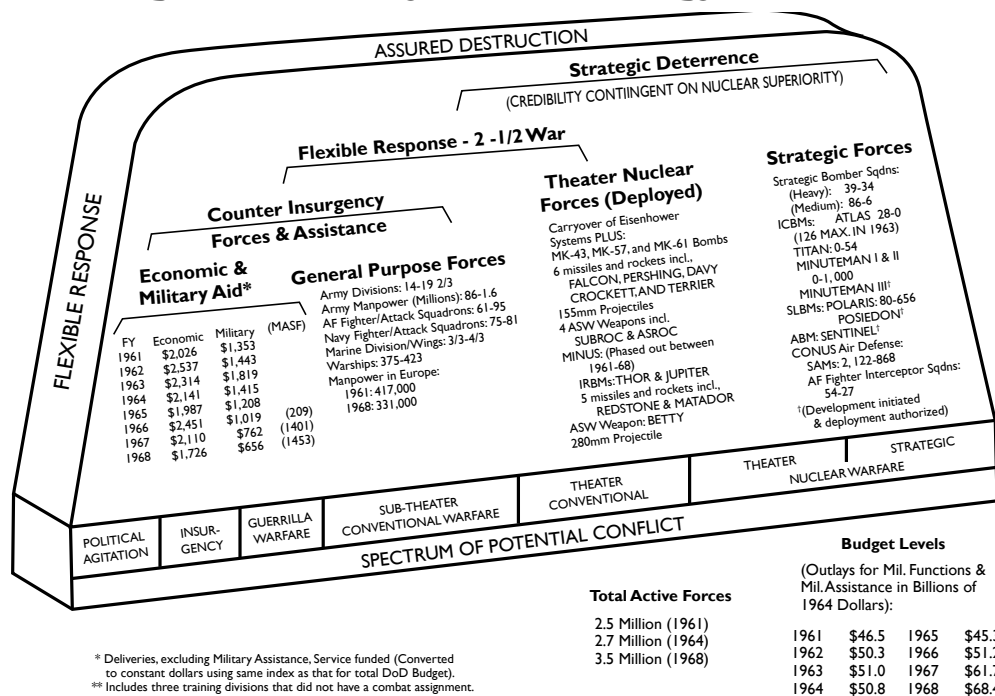 ASSURED DESTRUCTION
FLEXIBLE RESPONSE
Strategic Deterrence
(CREDIBILITY CONTIINGENT ON NUCLEAR SUPERIORITY)
Flexible Response - 2 -1/2 War
Counter Insurgency
Forces & Assistance
Economic &
Military Aid*
FY Economic Military (MASF)
1961 $2,026 $1,353
1962 $2,537 $1,443
1963 $2,314 $1,819
1964 $2,141 $1,415
1965 $1,987 $1,208
1966 $2,451 $1,019 (209)
1967 $2,110 $762 (1401)
1968 $1,726 $656 (1453)
General Purpose Forces
Army Divisions: 14-19 2/3
Army Manpower (Millions): 86-1.6
AF Fighter/Attack Squadrons: 61-95
Navy Fighter/Attack Squadrons: 75-81
Marine Division/Wings: 3/3-4/3
Warships: 375-423
Manpower in Europe:
1961: 417,000
1968: 331,000
Theater Nuclear
Forces (Deployed)
Carryover of Eisenhower
Systems PLUS:
MK-43, MK-57, and MK-61 Bombs
6 missiles and rockets incl.,
FALCON, PERSHING, DAVY
CROCKETT, AND TERRIER
155mm Projectiles
4 ASW Weapons incl.
SUBROC & ASROC
MINUS: (Phased out between
1961-68)
IRBMs: THOR & JUPITER
5 missiles and rockets incl.,
REDSTONE & MATADOR
ASW Weapon: BETTY
280mm Projectile
Strategic Forces
Strategic Bomber Sqdns:
(Heavy): 39-34
(Medium): 86-6
ICBMs: ATLAS 28-0
(126 MAX. IN 1963)
TITAN: 0-54
MINUTEMAN I & II
0-1, 000
MINUTEMAN III†
SLBMs: POLARIS: 80-656
POSIEDON†
ABM: SENTINEL†
CONUS Air Defense:
SAMs: 2, 122-868
AF Fighter Interceptor Sqdns:
54-27
†(Development initiated
& deployment authorized)
POLITICAL
AGITATION
INSUR-
GENCY
GUERRILLA
WARFARE
SUB-THEATER
CONVENTIONAL WARFARE
THEATER
CONVENTIONAL
THEATER STRATEGIC
NUCLEAR WARFARE
SPECTRUM OF POTENTIAL CONFLICT
Total Active Forces
2.5 Million (1961)
2.7 Million (1964)
3.5 Million (1968)
Budget Levels
(Outlays for Mil. Functions &
Mil. Assistance in Billions of
1964 Dollars):
1961 $46.5 1965
1962 $50.3 1966
1963 $51.0 1967
1964 $50.8 1968
* Deliveries, excluding Military Assistance, Service funded (Converted
to constant dollars using same index as that for total DoD Budget).
** Includes three training divisions that did not have a combat assignment.